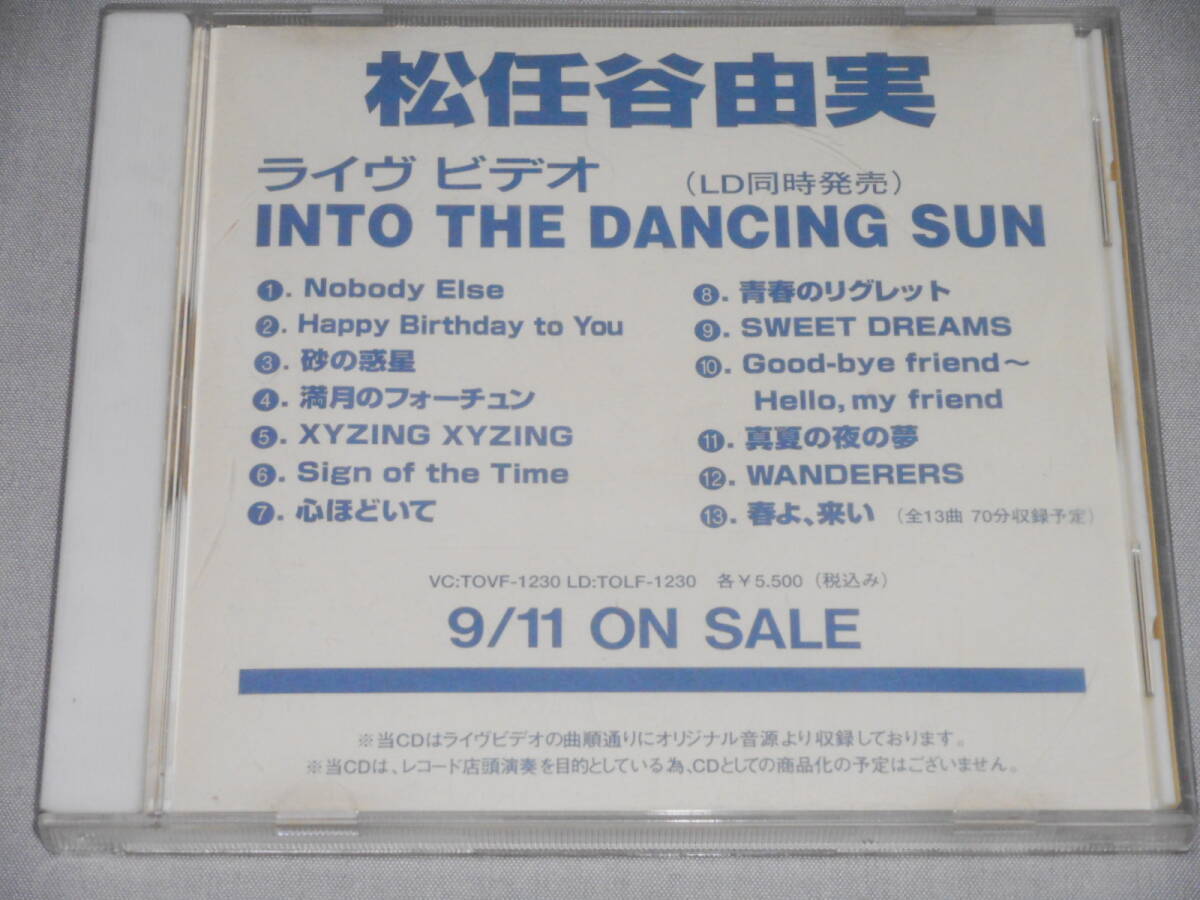 松任谷由実
ライヴ ビデオ (LD同時発売)
INTO THE DANCING SUN
❶. Nobody Else
❷. Happy Birthday to You
❸. 砂の惑星
❹. 満月のフォーチュン
❺. XYZING XYZING
❻. Sign of the Time
❼. 心ほどいて
❽. 青春のリグレット
❾. SWEET DREAMS
❿. Good-bye friend〜
Hello, my friend
⓫. 真夏の夜の夢
⓬. WANDERERS
⓭. 春よ、来い (全13曲 70分収録予定)
VC:TOVF-1230 LD:TOLF-1230 各¥5.500 (税込み)
9/11 ON SALE
※当CDはライヴビデオの曲順通りにオリジナル音源より収録しております。
※当CDは、レコード店頭演奏を目的としている為、CDとしての商品化の予定はございません。